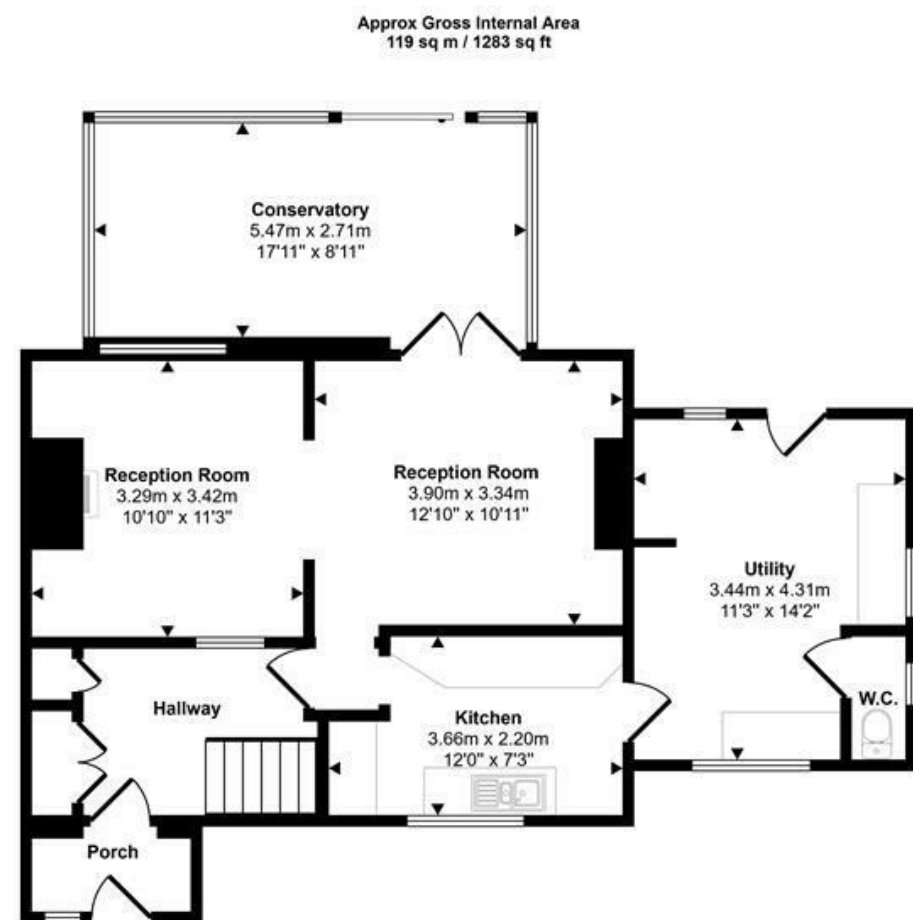 Approx Gross Internal Area
119 sq m / 1283 sq ft
Conservatory
5.47m x 2.71m
17'11" x 8'11"
Reception Room
3.29m x 3.42m
10'10" x 11'3"
Reception Room
3.90m x 3.34m
12'10" x 10'11"
Utility
3.44m x 4.31m
11'3" x 14'2"
W.C.
Hallway
Kitchen
3.66m x 2.20m
12'0" x 7'3"
Porch